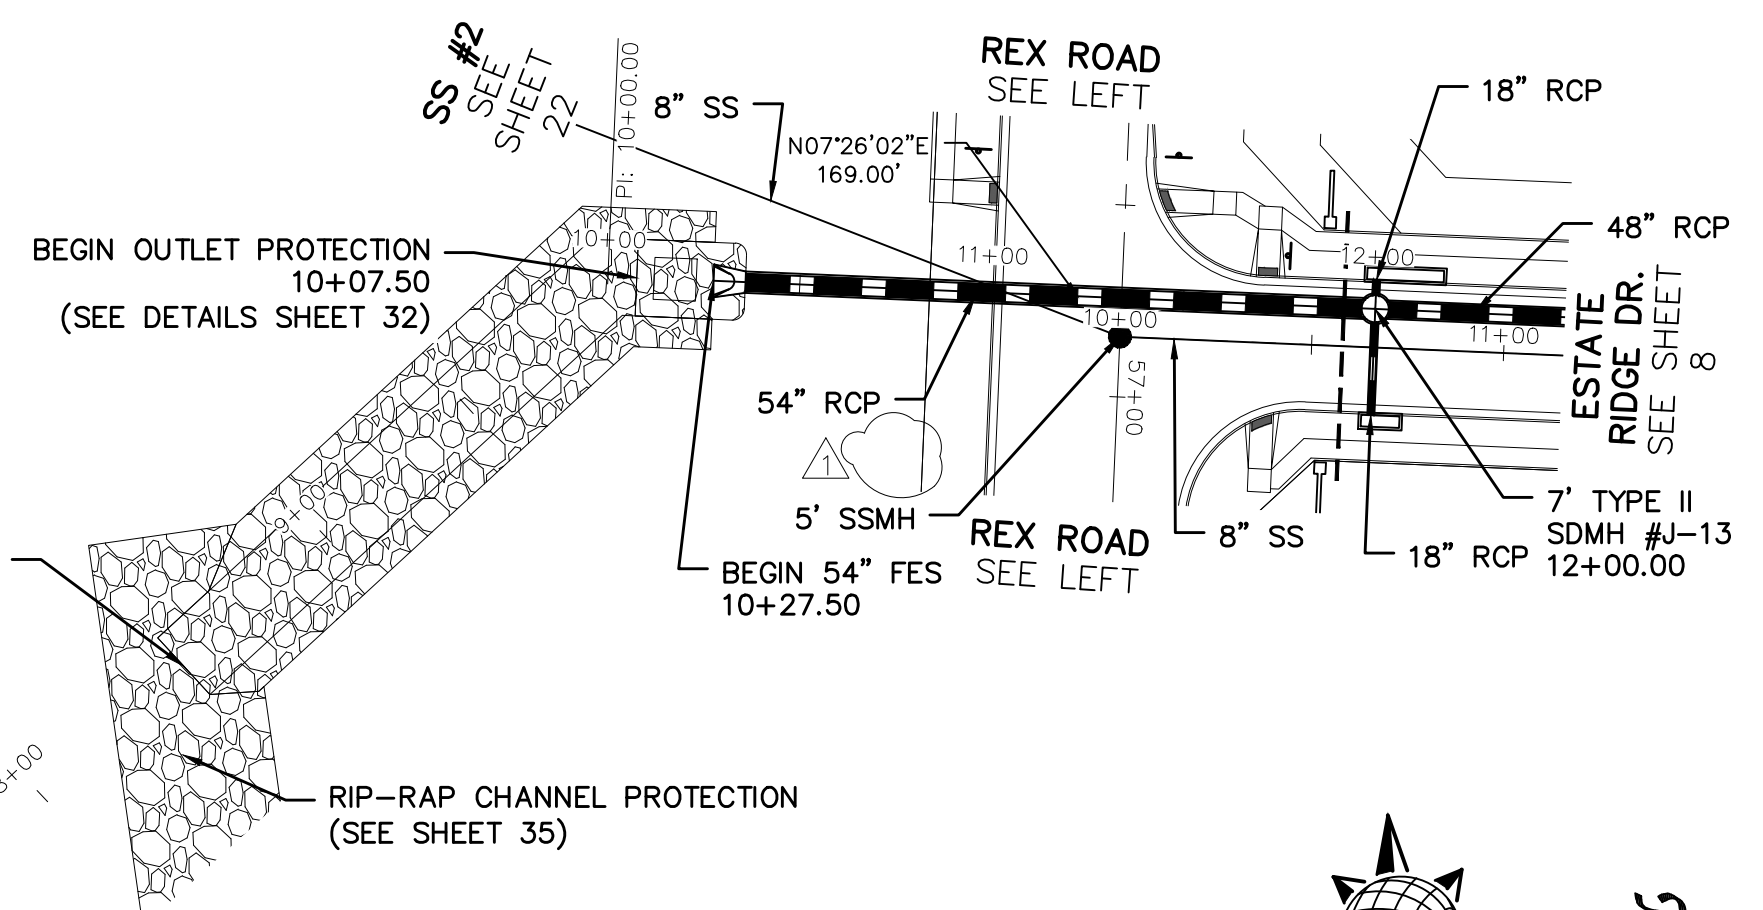 SS #2
SEE
SHEET
22
PI: 10+00.00
8" SS
REX ROAD
SEE LEFT
18" RCP
N07°26'02"E
169.00'
BEGIN OUTLET PROTECTION
10+07.50
(SEE DETAILS SHEET 32)
10+00
11+00
12+00
48" RCP
ESTATE
RIDGE DR.
SEE SHEET
8
10+00
11+00
57+00
54" RCP
1
9+00
5' SSMH
REX ROAD
SEE LEFT
8" SS
7' TYPE II
SDMH #J-13
12+00.00
18" RCP
BEGIN 54" FES
10+27.50
RIP-RAP CHANNEL PROTECTION
(SEE SHEET 35)